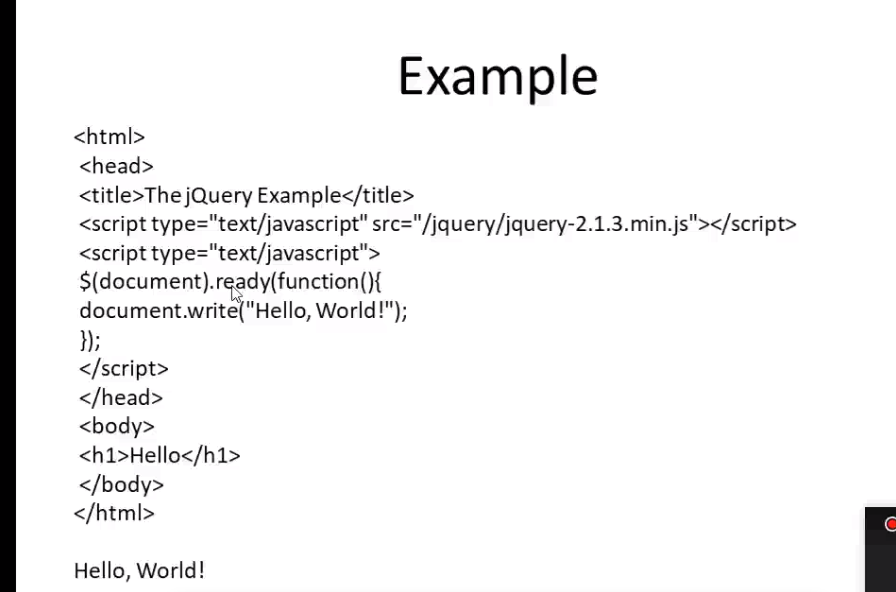 Example
<html>
<head>
<title>The jQuery Example</title>
<script type="text/javascript" src="/jquery/jquery-2.1.3.min.js"></script>
<script type="text/javascript">
$(document).ready(function(){
document.write("Hello, World!");
});
</script>
</head>
<body>
<h1>Hello</h1>
</body>
</html>
Hello, World!